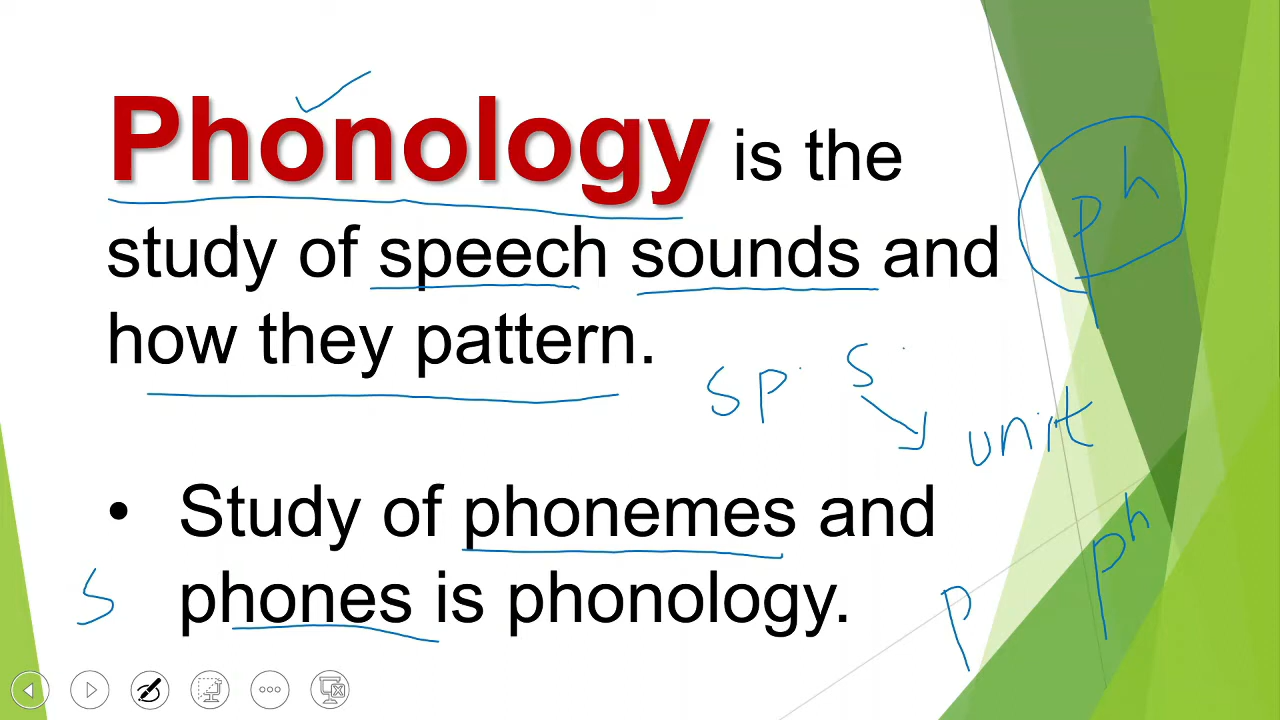 Phonology is the
study of speech sounds and
how they pattern.
• Study of phonemes and
phones is phonology.
pʰ
sp s
unit
s
p pʰ